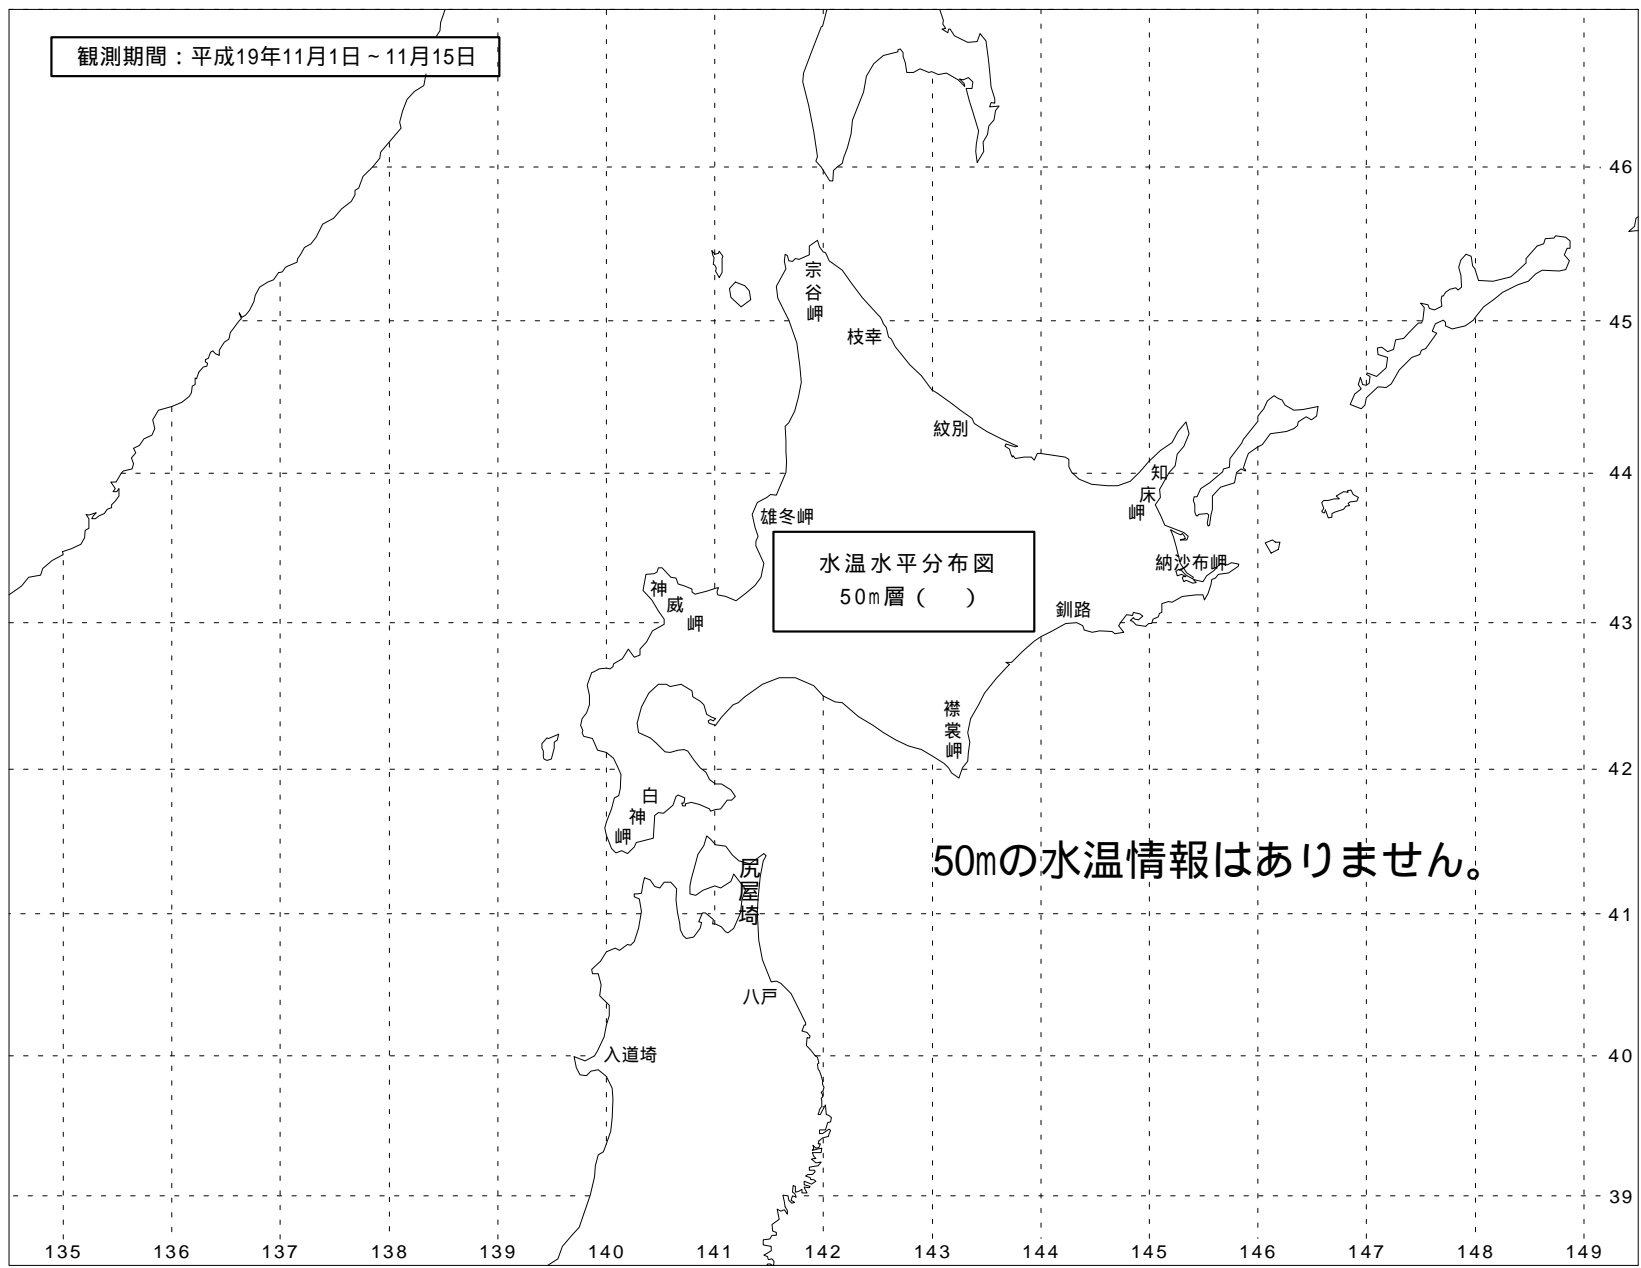 観測期間：平成19年11月1日～11月15日
46
宗谷岬
45
枝幸
紋別
44
知床岬
雄冬岬
水温水平分布図
50m層（　）
納沙布岬
神威岬
釧路
43
襟裳岬
42
白神岬
50mの水温情報はありません。
尻屋埼
41
八戸
入道埼
40
39
135 136 137 138 139 140 141 142 143 144 145 146 147 148 149